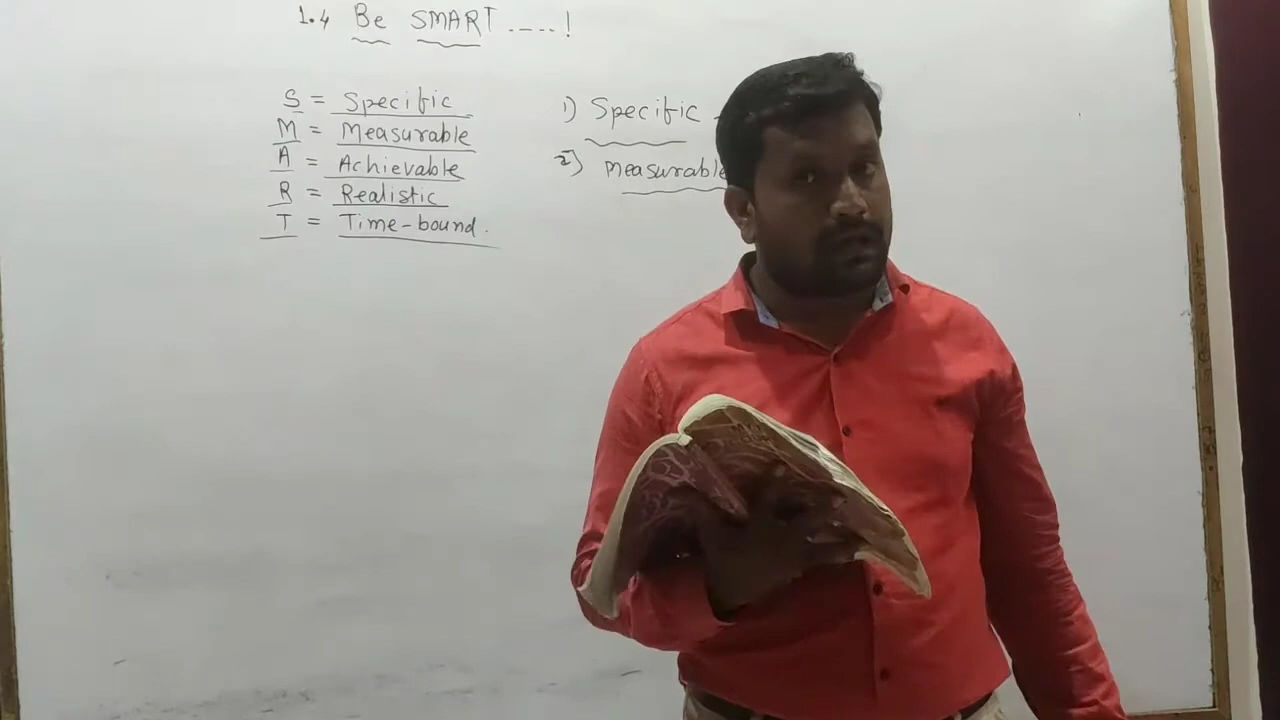 1.4 Be SMART ----!
S = Specific
M = Measurable
A = Achievable
R = Realistic
T = Time-bound.
1) Specific -
2) Measurable